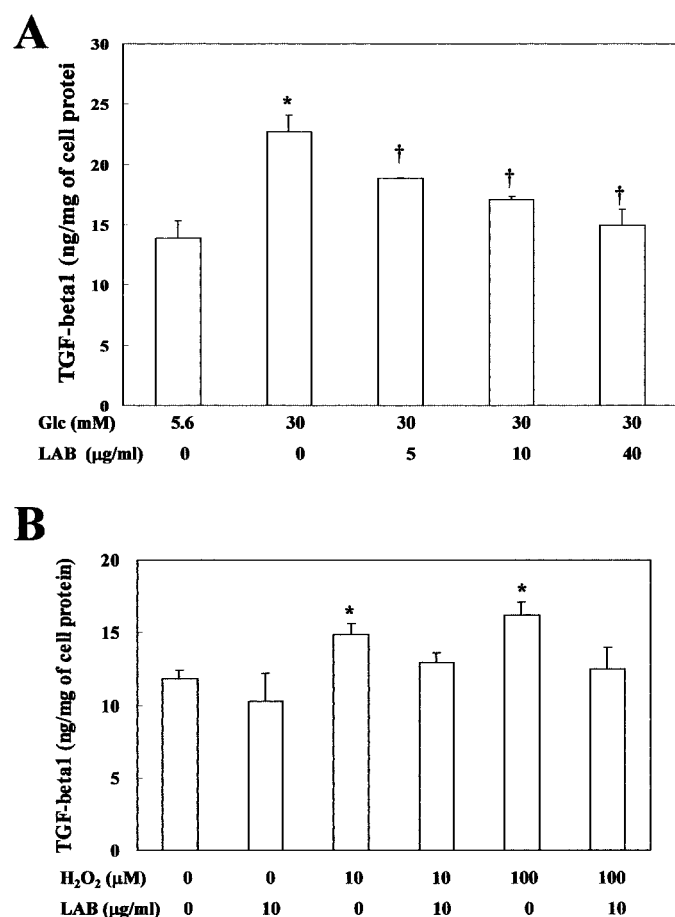 A
TGF-beta1 (ng/mg of cell protei
30
25
20
15
10
5
0
*
†
†
†
Glc (mM) 5.6 30 30 30 30
LAB (μg/ml) 0 0 5 10 40
B
TGF-beta1 (ng/mg of cell protein)
20
15
10
5
0
*
*
H₂O₂ (μM) 0 0 10 10 100 100
LAB (μg/ml) 0 10 0 10 0 10